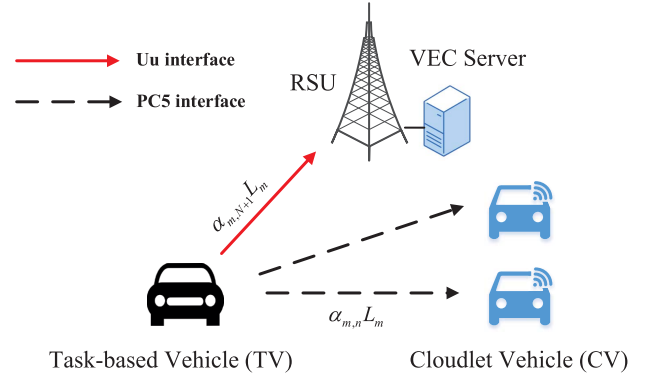 Uu interface
PC5 interface
RSU
VEC Server
α_{m,N+1}L_m
α_{m,n}L_m
Task-based Vehicle (TV)
Cloudlet Vehicle (CV)